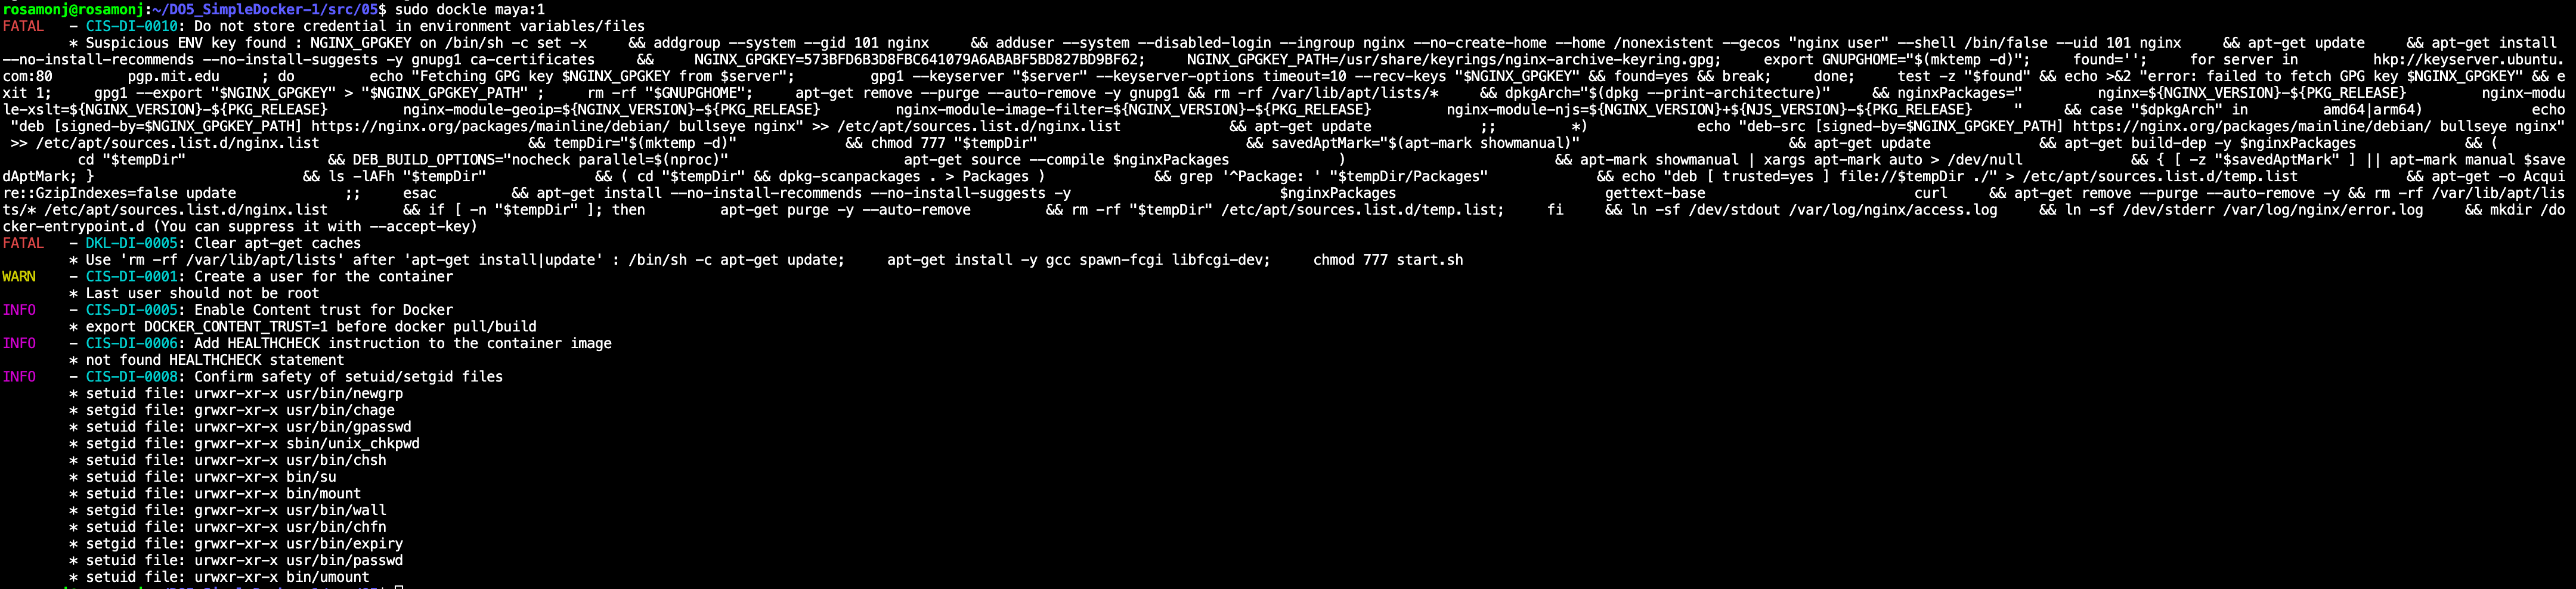 rosamonj@rosamonj:~/DO5_SimpleDocker-1/src/05$ sudo dockle maya:1
FATAL   - CIS-DI-0010: Do not store credential in environment variables/files
        * Suspicious ENV key found : NGINX_GPGKEY on /bin/sh -c set -x     && addgroup --system --gid 101 nginx     && adduser --system --disabled-login --ingroup nginx --no-create-home --home /nonexistent --gecos "nginx user" --shell /bin/false --uid 101 nginx     && apt-get update     && apt-get install
--no-install-recommends --no-install-suggests -y gnupg1 ca-certificates     &&     NGINX_GPGKEY=573BFD6B3D8FBC641079A6ABABF5BD827BD9BF62;     NGINX_GPGKEY_PATH=/usr/share/keyrings/nginx-archive-keyring.gpg;     export GNUPGHOME="$(mktemp -d)";     found='';     for server in         hkp://keyserver.ubuntu.
com:80         pgp.mit.edu     ; do         echo "Fetching GPG key $NGINX_GPGKEY from $server";         gpg1 --keyserver "$server" --keyserver-options timeout=10 --recv-keys "$NGINX_GPGKEY" && found=yes && break;     done;     test -z "$found" && echo >&2 "error: failed to fetch GPG key $NGINX_GPGKEY" && e
xit 1;     gpg1 --export "$NGINX_GPGKEY" > "$NGINX_GPGKEY_PATH" ;     rm -rf "$GNUPGHOME";     apt-get remove --purge --auto-remove -y gnupg1 && rm -rf /var/lib/apt/lists/*     && dpkgArch="$(dpkg --print-architecture)"     && nginxPackages="         nginx=${NGINX_VERSION}-${PKG_RELEASE}         nginx-modu
le-xslt=${NGINX_VERSION}-${PKG_RELEASE}         nginx-module-geoip=${NGINX_VERSION}-${PKG_RELEASE}         nginx-module-image-filter=${NGINX_VERSION}-${PKG_RELEASE}         nginx-module-njs=${NGINX_VERSION}+${NJS_VERSION}-${PKG_RELEASE}     "     && case "$dpkgArch" in         amd64|arm64)             echo
 "deb [signed-by=$NGINX_GPGKEY_PATH] https://nginx.org/packages/mainline/debian/ bullseye nginx" >> /etc/apt/sources.list.d/nginx.list             && apt-get update             ;;         *)             echo "deb-src [signed-by=$NGINX_GPGKEY_PATH] https://nginx.org/packages/mainline/debian/ bullseye nginx"
 >> /etc/apt/sources.list.d/nginx.list             && tempDir="$(mktemp -d)"             && chmod 777 "$tempDir"             && savedAptMark="$(apt-mark showmanual)"             && apt-get update             && apt-get build-dep -y $nginxPackages             && (
         cd "$tempDir"                 && DEB_BUILD_OPTIONS="nocheck parallel=$(nproc)"                     apt-get source --compile $nginxPackages             )             && apt-mark showmanual | xargs apt-mark auto > /dev/null             && { [ -z "$savedAptMark" ] || apt-mark manual $save
dAptMark; }             && ls -lAFh "$tempDir"             && ( cd "$tempDir" && dpkg-scanpackages . > Packages )             && grep '^Package: ' "$tempDir/Packages"             && echo "deb [ trusted=yes ] file://$tempDir ./" > /etc/apt/sources.list.d/temp.list             && apt-get -o Acqui
re::GzipIndexes=false update             ;;     esac         && apt-get install --no-install-recommends --no-install-suggests -y                         $nginxPackages                         gettext-base                         curl     && apt-get remove --purge --auto-remove -y && rm -rf /var/lib/apt/lis
ts/* /etc/apt/sources.list.d/nginx.list         && if [ -n "$tempDir" ]; then         apt-get purge -y --auto-remove         && rm -rf "$tempDir" /etc/apt/sources.list.d/temp.list;     fi     && ln -sf /dev/stdout /var/log/nginx/access.log     && ln -sf /dev/stderr /var/log/nginx/error.log     && mkdir /do
cker-entrypoint.d (You can suppress it with --accept-key)
FATAL   - DKL-DI-0005: Clear apt-get caches
        * Use 'rm -rf /var/lib/apt/lists' after 'apt-get install|update' : /bin/sh -c apt-get update;     apt-get install -y gcc spawn-fcgi libfcgi-dev;     chmod 777 start.sh
WARN    - CIS-DI-0001: Create a user for the container
        * Last user should not be root
INFO    - CIS-DI-0005: Enable Content trust for Docker
        * export DOCKER_CONTENT_TRUST=1 before docker pull/build
INFO    - CIS-DI-0006: Add HEALTHCHECK instruction to the container image
        * not found HEALTHCHECK statement
INFO    - CIS-DI-0008: Confirm safety of setuid/setgid files
        * setuid file: urwxr-xr-x usr/bin/newgrp
        * setgid file: grwxr-xr-x usr/bin/chage
        * setuid file: urwxr-xr-x usr/bin/gpasswd
        * setgid file: grwxr-xr-x sbin/unix_chkpwd
        * setuid file: urwxr-xr-x usr/bin/chsh
        * setuid file: urwxr-xr-x bin/su
        * setuid file: urwxr-xr-x bin/mount
        * setgid file: grwxr-xr-x usr/bin/wall
        * setuid file: urwxr-xr-x usr/bin/chfn
        * setgid file: grwxr-xr-x usr/bin/expiry
        * setuid file: urwxr-xr-x usr/bin/passwd
        * setuid file: urwxr-xr-x bin/umount